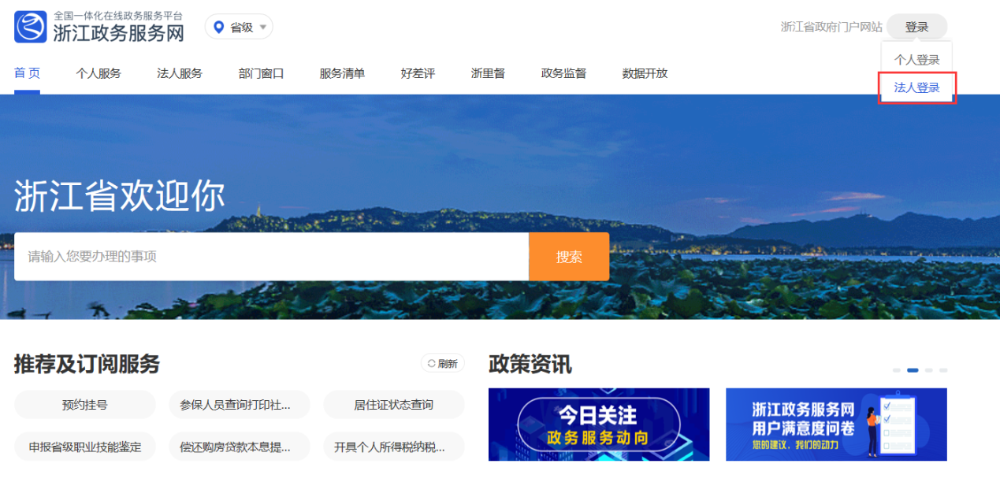 全国一体化在线政务服务平台
浙江政务服务网
省级
浙江省政府门户网站
登录
个人登录
法人登录
首页
个人服务
法人服务
部门窗口
服务清单
好差评
浙里督
政务监督
数据开放
浙江省欢迎你
请输入您要办理的事项
搜索
推荐及订阅服务
刷新
预约挂号
参保人员查询打印社...
居住证状态查询
申报省级职业技能鉴定
偿还购房贷款本息提...
开具个人所得税纳税...
政策资讯
今日关注
政务服务动向
浙江政务服务网
用户满意度问卷
您的建议、我们的动力